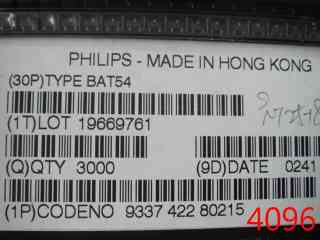 PHILIPS - MADE IN HONG KONG
(30P)TYPE BAT54
(1T)LOT 19669761
(Q)QTY 3000 (9D)DATE 0241
(1P)CODENO 9337 422 80215
4096